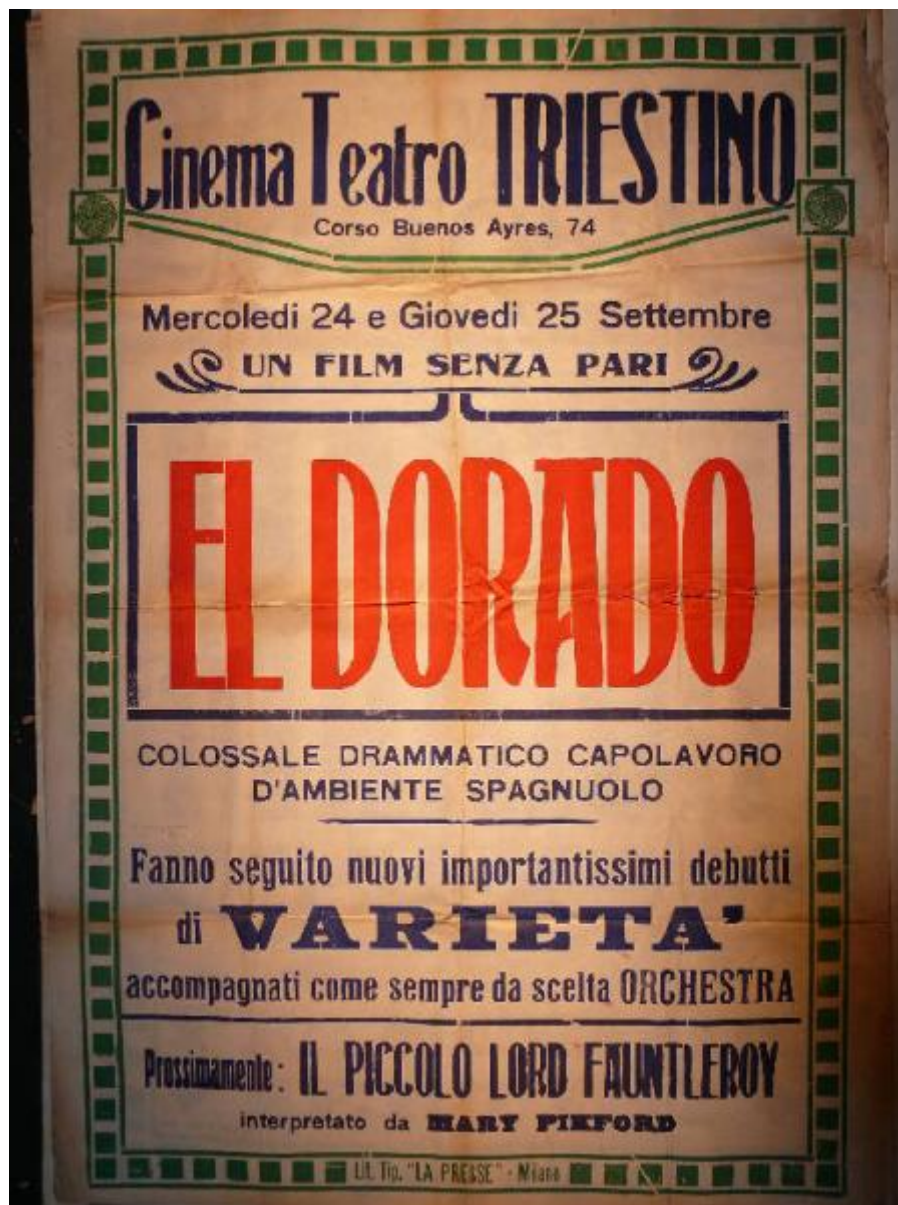 Cinema Teatro TRIESTINO
Corso Buenos Ayres, 74
Mercoledi 24 e Giovedi 25 Settembre
UN FILM SENZA PARI
EL DORADO
COLOSSALE DRAMMATICO CAPOLAVORO
D'AMBIENTE SPAGNUOLO
Fanno seguito nuovi importantissimi debutti
di VARIETA'
accompagnati come sempre da scelta ORCHESTRA
Prossimamente: IL PICCOLO LORD FAUNTLEROY
interpretato da MARY PIKFORD
Lit. Tip. "LA PRESSE" - Milano